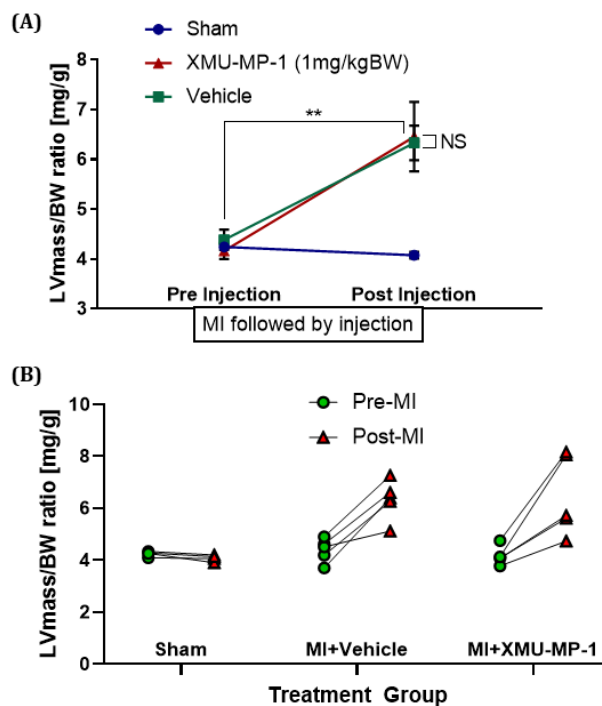 (A)
Sham
XMU-MP-1 (1mg/kgBW)
Vehicle
LVmass/BW ratio [mg/g]
8
7
6
5
4
3
**
NS
Pre Injection
Post Injection
MI followed by injection
(B)
Pre-MI
Post-MI
LVmass/BW ratio [mg/g]
10
8
6
4
2
0
Sham
MI+Vehicle
MI+XMU-MP-1
Treatment Group